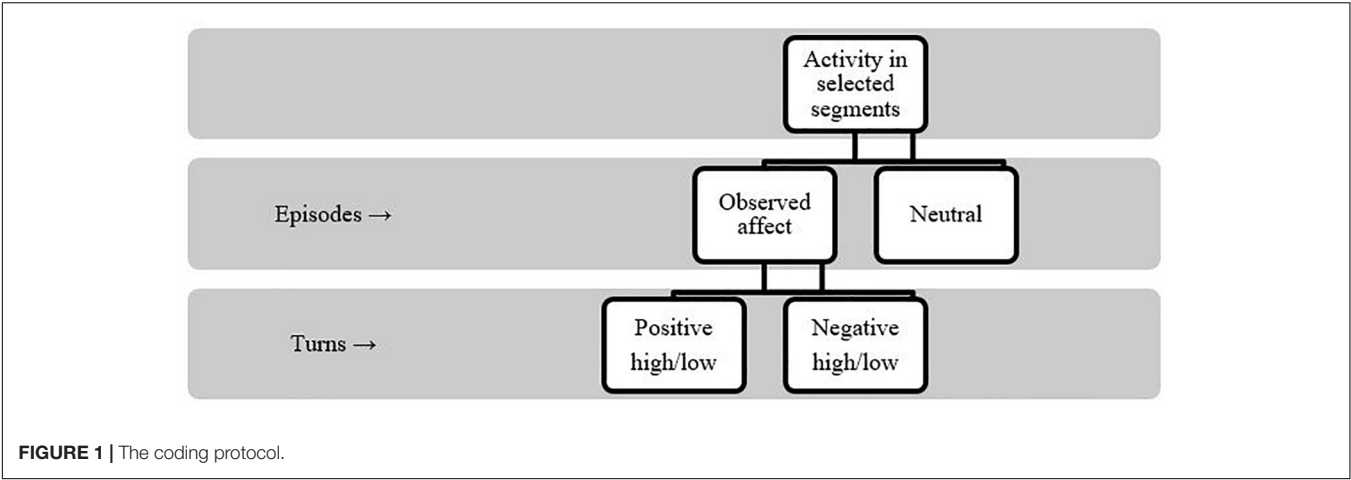 Activity in
selected
segments
Episodes →
Observed
affect
Neutral
Turns →
Positive
high/low
Negative
high/low
FIGURE 1 | The coding protocol.